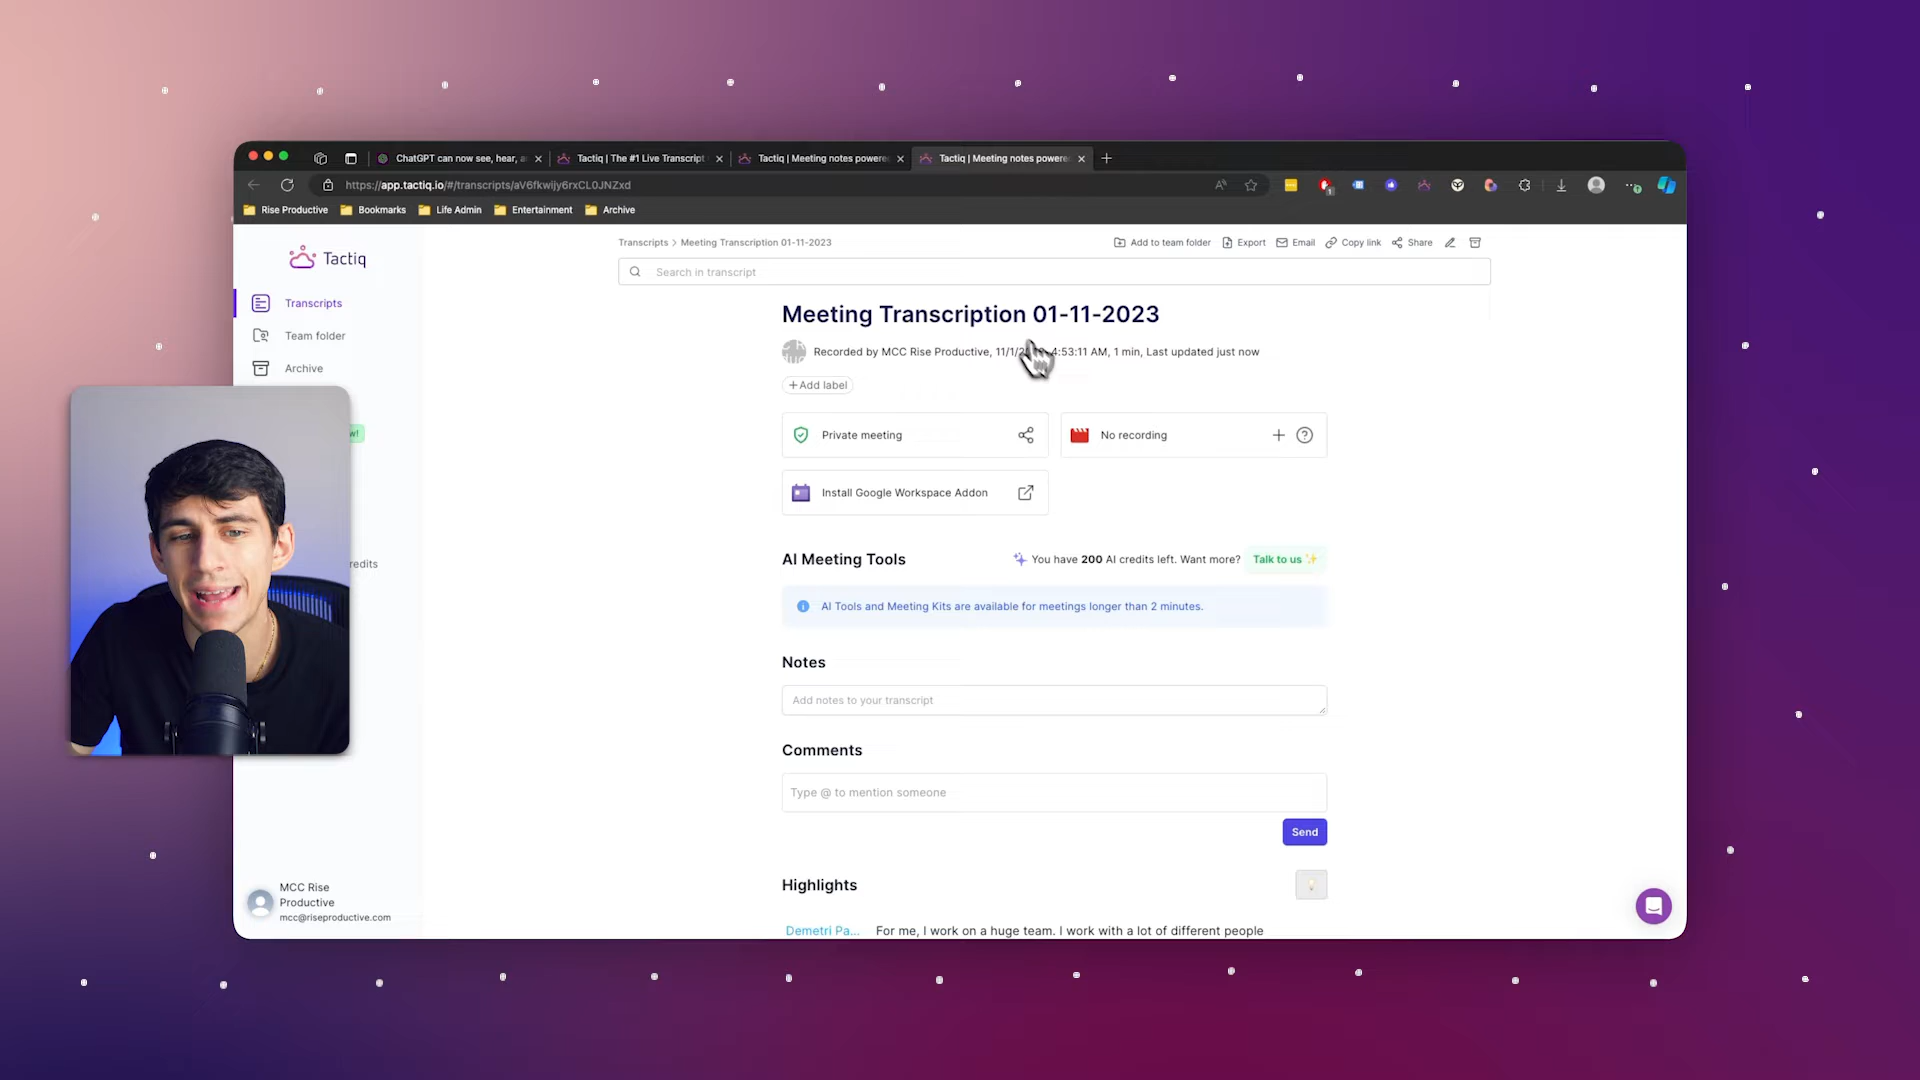 ChatGPT can now see, hear, a
Tactiq | The #1 Live Transcript
Tactiq | Meeting notes powere
Tactiq | Meeting notes powere
https://app.tactiq.io/#/transcripts/aV6fkwijy6rxCL0JNZxd
Rise Productive
Bookmarks
Life Admin
Entertainment
Archive
Tactiq
Transcripts
Team folder
Archive
w!
redits
MCC Rise
Productive
mcc@riseproductive.com
Transcripts > Meeting Transcription 01-11-2023
Add to team folder
Export
Email
Copy link
Share
Search in transcript
Meeting Transcription 01-11-2023
Recorded by MCC Rise Productive, 11/1/2 4:53:11 AM, 1 min, Last updated just now
+ Add label
Private meeting
No recording
Install Google Workspace Addon
AI Meeting Tools
You have 200 AI credits left. Want more?
Talk to us
AI Tools and Meeting Kits are available for meetings longer than 2 minutes.
Notes
Add notes to your transcript
Comments
Type @ to mention someone
Send
Highlights
Demetri Pa... For me, I work on a huge team. I work with a lot of different people